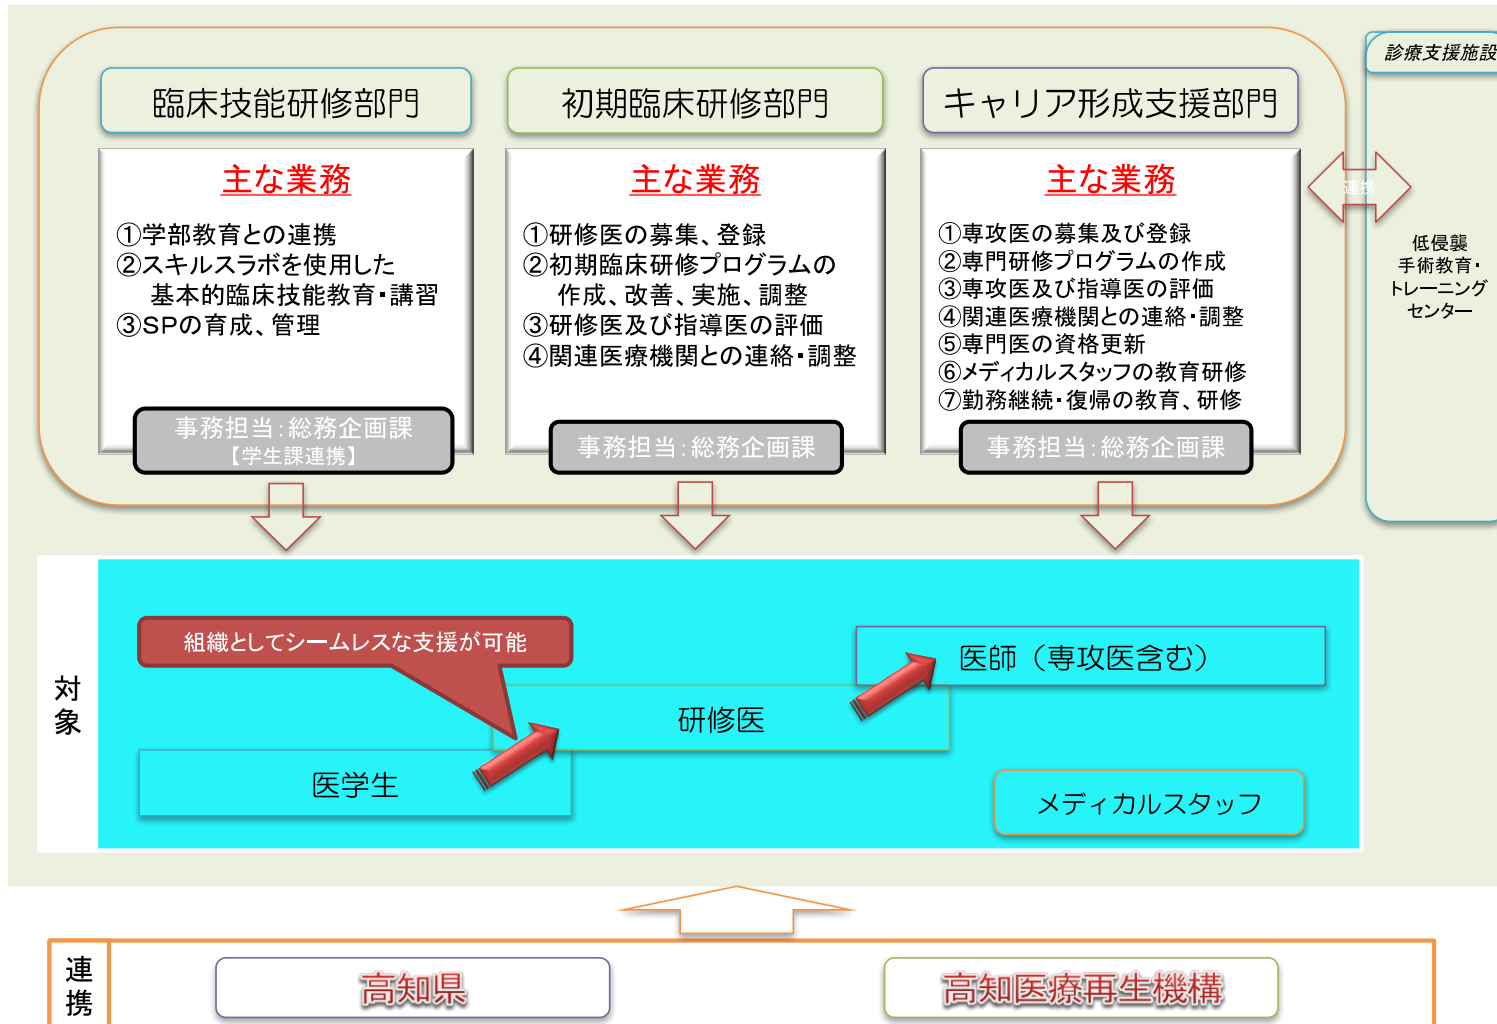 臨床技能研修部門
主な業務
①学部教育との連携
②スキルスラボを使用した
基本的臨床技能教育・講習
③SPの育成、管理
事務担当:総務企画課
【学生課連携】
初期臨床研修部門
主な業務
①研修医の募集、登録
②初期臨床研修プログラムの
作成、改善、実施、調整
③研修医及び指導医の評価
④関連医療機関との連絡・調整
事務担当:総務企画課
キャリア形成支援部門
主な業務
①専攻医の募集及び登録
②専門研修プログラムの作成
③専攻医及び指導医の評価
④関連医療機関との連絡・調整
⑤専門医の資格更新
⑥メディカルスタッフの教育研修
⑦勤務継続・復帰の教育、研修
事務担当:総務企画課
連携
診療支援施設
低侵襲
手術教育・
トレーニング
センター
対象
組織としてシームレスな支援が可能
医師(専攻医含む)
研修医
医学生
メディカルスタッフ
連携
高知県
高知医療再生機構